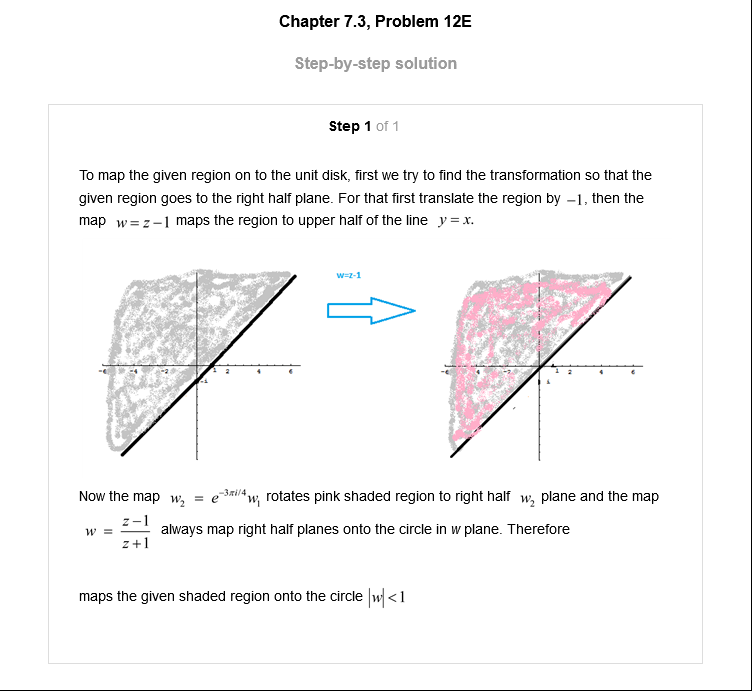 Chapter 7.3, Problem 12E
Step-by-step solution
Step 1 of 1
To map the given region on to the unit disk, first we try to find the transformation so that the
given region goes to the right half plane. For that first translate the region by −1, then the
map w = z − 1 maps the region to upper half of the line y = x.
w=z-1
-6 -4 -2 1 2 4 6
-1
-6 4 -2 1 2 4 6
Now the map w₂ = e^{-3πi/4} w₁ rotates pink shaded region to right half w₂ plane and the map
w = \frac{z-1}{z+1} always map right half planes onto the circle in w plane. Therefore
maps the given shaded region onto the circle |w| < 1